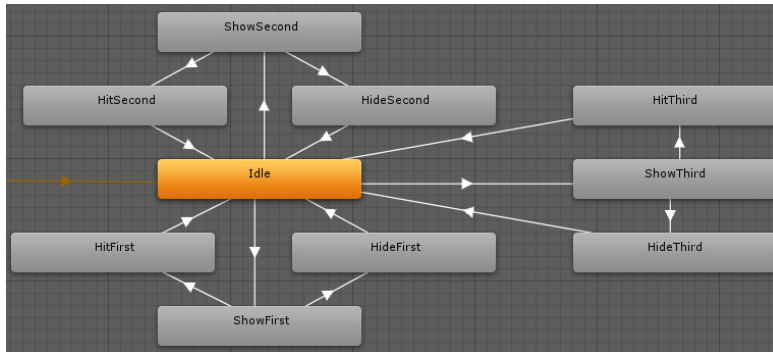 ShowSecond
HitSecond
HideSecond
HitThird
Idle
ShowThird
HitFirst
HideFirst
HideThird
ShowFirst